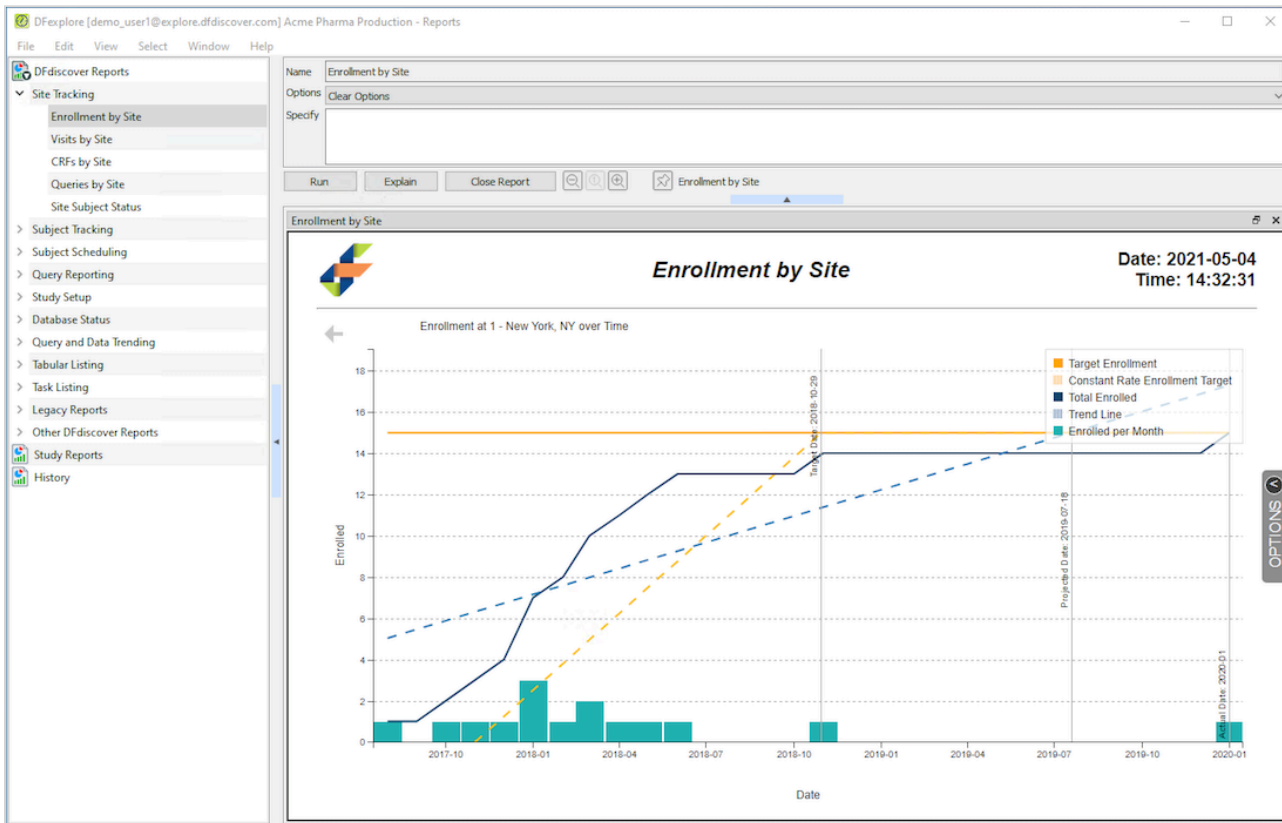 DFexplore [demo_user1@explore.dfdiscover.com] Acme Pharma Production - Reports
File Edit View Select Window Help
DFdiscover Reports
Site Tracking
Enrollment by Site
Visits by Site
CRFs by Site
Queries by Site
Site Subject Status
Subject Tracking
Subject Scheduling
Query Reporting
Study Setup
Database Status
Query and Data Trending
Tabular Listing
Task Listing
Legacy Reports
Other DFdiscover Reports
Study Reports
History
Name Enrollment by Site
Options Clear Options
Specify
Run Explain Close Report Enrollment by Site
Enrollment by Site
Enrollment by Site
Date: 2021-05-04
Time: 14:32:31
Enrollment at 1 - New York, NY over Time
Target Enrollment
Constant Rate Enrollment Target
Total Enrolled
Trend Line
Enrolled per Month
Target Date: 2018-10-29
Projected Date: 2019-07-18
Actual Date: 2020-01
Enrolled
18
16
14
12
10
8
6
4
2
0
2017-10 2018-01 2018-04 2018-07 2018-10 2019-01 2019-04 2019-07 2019-10 2020-01
Date
OPTIONS